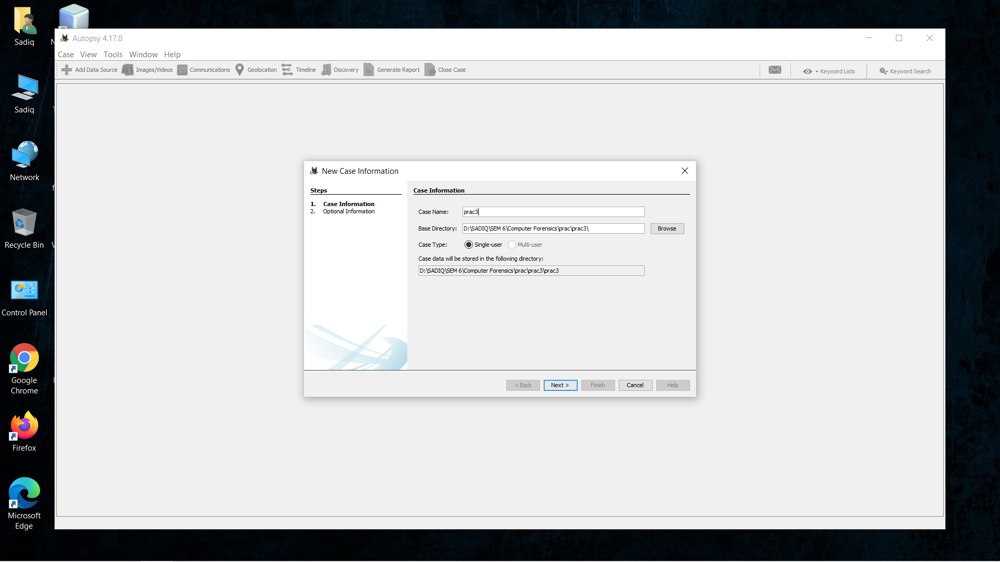 Sadiq
Sadiq
Network
Recycle Bin
Control Panel
Google
Chrome
Firefox
Microsoft
Edge
Autopsy 4.17.0
Case View Tools Window Help
Add Data Source Images/Videos Communications Geolocation Timeline Discovery Generate Report Close Case Keyword Lists Keyword Search
New Case Information
Steps
1. Case Information
2. Optional Information
Case Information
Case Name: prac3
Base Directory: D:\SADIQ\SEM 6\Computer Forensics\prac\prac3\ Browse
Case Type: Single-user Multi-user
Case data will be stored in the following directory:
D:\SADIQ\SEM 6\Computer Forensics\prac\prac3\prac3
< Back Next > Finish Cancel Help